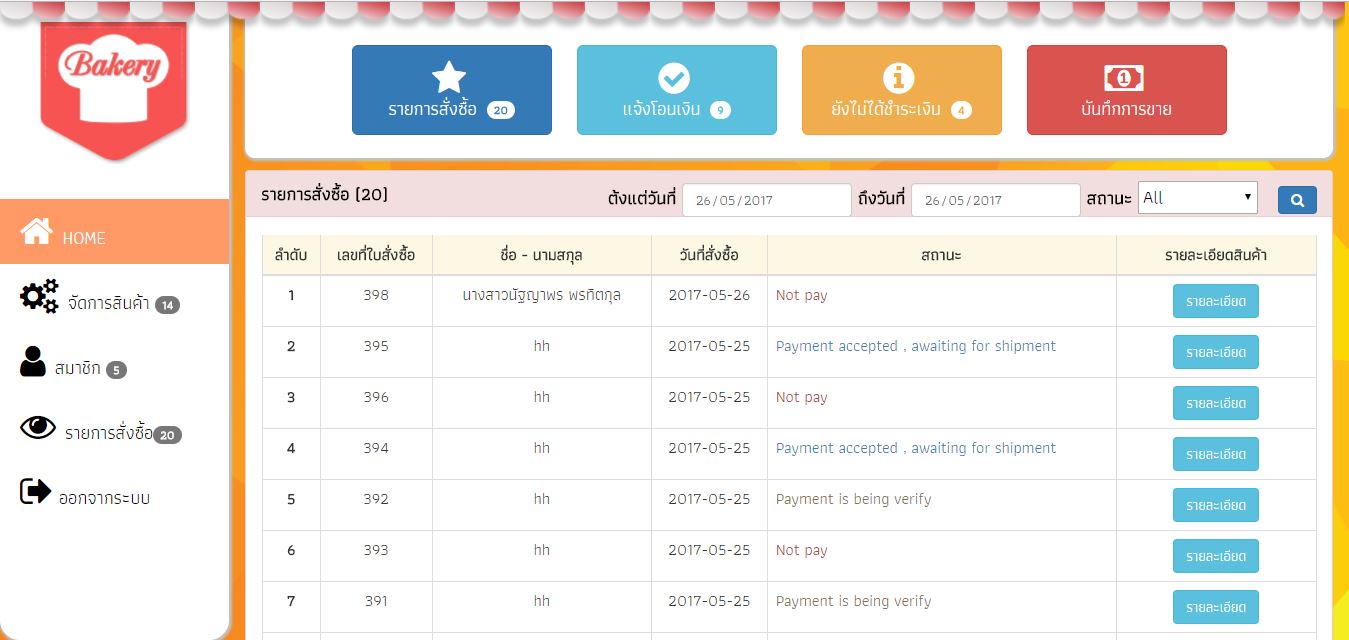 Bakery
รายการสั่งซื้อ 20
แจ้งโอนเงิน 9
ยังไม่ได้ชำระเงิน 4
บันทึกการขาย
HOME
จัดการสินค้า 14
สมาชิก 5
รายการสั่งซื้อ 20
ออกจากระบบ
รายการสั่งซื้อ (20) ตั้งแต่วันที่ 26/05/2017 ถึงวันที่ 26/05/2017 สถานะ All
ลำดับ เลขที่ใบสั่งซื้อ ชื่อ - นามสกุล วันที่สั่งซื้อ สถานะ รายละเอียดสินค้า
1 398 นางสาวนัฐญาพร พรทิตกุล 2017-05-26 Not pay รายละเอียด
2 395 hh 2017-05-25 Payment accepted , awaiting for shipment รายละเอียด
3 396 hh 2017-05-25 Not pay รายละเอียด
4 394 hh 2017-05-25 Payment accepted , awaiting for shipment รายละเอียด
5 392 hh 2017-05-25 Payment is being verify รายละเอียด
6 393 hh 2017-05-25 Not pay รายละเอียด
7 391 hh 2017-05-25 Payment is being verify รายละเอียด